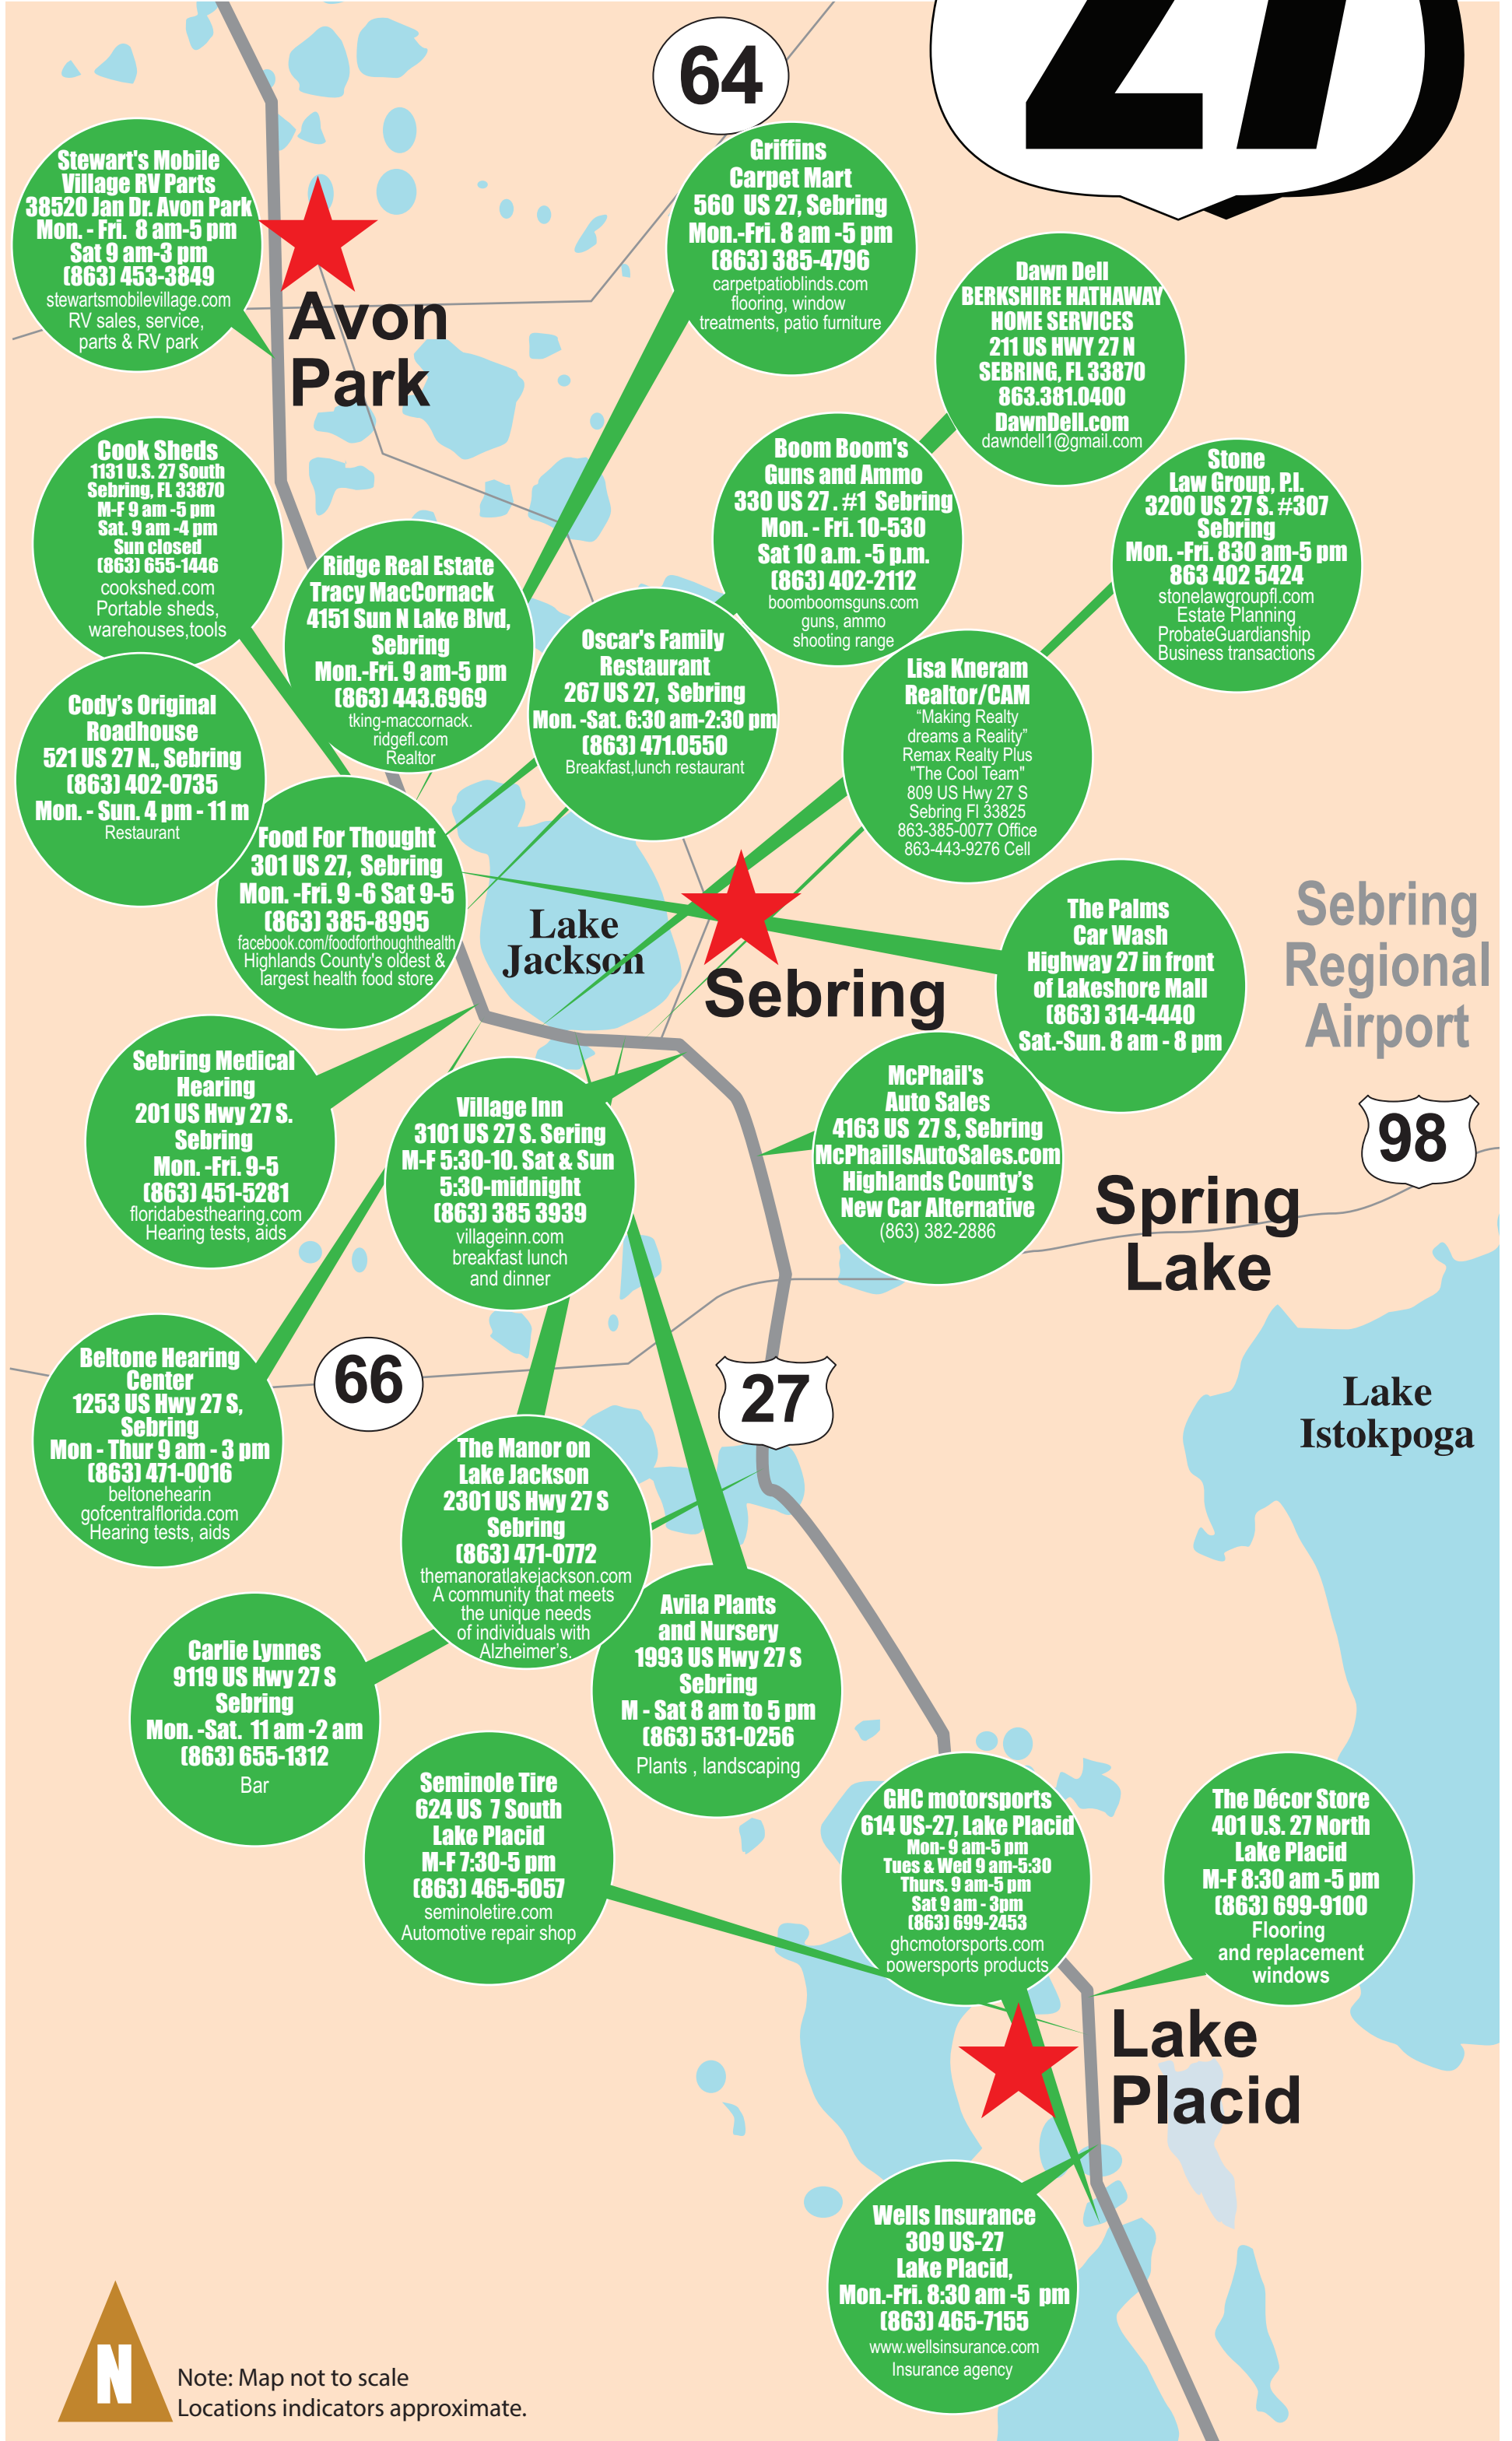 27
64
Stewart's Mobile
Village RV Parts
38520 Jan Dr. Avon Park
Mon. - Fri.  8 am-5 pm
Sat 9 am-3 pm
(863) 453-3849
stewartsmobilevillage.com
RV sales, service,
parts & RV park
Avon
Park
Griffins
Carpet Mart
560  US 27, Sebring
Mon.-Fri. 8 am -5 pm
(863) 385-4796
carpetpatioblinds.com
flooring, window
treatments, patio furniture
Dawn Dell
BERKSHIRE HATHAWAY
HOME SERVICES
211 US HWY 27 N
SEBRING, FL 33870
863.381.0400
DawnDell.com
dawndell1@gmail.com
Cook Sheds
1131 U.S. 27 South
Sebring, FL 33870
M-F 9 am -5 pm
Sat. 9 am -4 pm
Sun closed
(863) 655-1446
cookshed.com
Portable sheds,
warehouses,tools
Boom Boom's
Guns and Ammo
330 US 27 . #1  Sebring
Mon. - Fri. 10-530
Sat 10 a.m. -5 p.m.
(863) 402-2112
boomboomsguns.com
guns, ammo
shooting range
Stone
Law Group, P.l.
3200 US 27 S. #307
Sebring
Mon. -Fri. 830 am-5 pm
863 402 5424
stonelawgroupfl.com
Estate Planning
ProbateGuardianship
Business transactions
Ridge Real Estate
Tracy MacCornack
4151 Sun N Lake Blvd,
Sebring
Mon.-Fri. 9 am-5 pm
(863) 443.6969
tking-maccornack.
ridgefl.com
Realtor
Oscar's Family
Restaurant
267 US 27,  Sebring
Mon. -Sat. 6:30 am-2:30 pm
(863) 471.0550
Breakfast,lunch restaurant
Lisa Kneram
Realtor/CAM
“Making Realty
dreams a Reality”
Remax Realty Plus
"The Cool Team"
809 US Hwy 27 S
Sebring Fl 33825
863-385-0077 Office
863-443-9276 Cell
Cody’s Original
Roadhouse
521 US 27 N., Sebring
(863) 402-0735
Mon. - Sun. 4 pm - 11 m
Restaurant
Food For Thought
301 US 27,  Sebring
Mon. -Fri. 9 -6 Sat 9-5
(863) 385-8995
facebook.com/foodforthoughthealth
Highlands County's oldest &
largest health food store
Lake
Jackson
Sebring
The Palms
Car Wash
Highway 27 in front
of Lakeshore Mall
(863) 314-4440
Sat.-Sun. 8 am - 8 pm
Sebring
Regional
Airport
Sebring Medical
Hearing
201 US Hwy 27 S.
Sebring
Mon. -Fri. 9-5
(863) 451-5281
floridabesthearing.com
Hearing tests, aids
Village Inn
3101 US 27 S. Sering
M-F 5:30-10. Sat & Sun
5:30-midnight
(863) 385 3939
villageinn.com
breakfast lunch
and dinner
McPhail's
Auto Sales
4163 US  27 S, Sebring
McPhaillsAutoSales.com
Highlands County’s
New Car Alternative
(863) 382-2886
98
Spring
Lake
Beltone Hearing
Center
1253 US Hwy 27 S,
Sebring
Mon - Thur 9 am - 3 pm
(863) 471-0016
beltonehearin
gofcentralflorida.com
Hearing tests, aids
66
27
Lake
Istokpoga
The Manor on
Lake Jackson
2301 US Hwy 27 S
Sebring
(863) 471-0772
themanoratlakejackson.com
A community that meets
the unique needs
of individuals with
Alzheimer’s.
Carlie Lynnes
9119 US Hwy 27 S
Sebring
Mon. -Sat.  11 am -2 am
(863) 655-1312
Bar
Avila Plants
and Nursery
1993 US Hwy 27 S
Sebring
M - Sat 8 am to 5 pm
(863) 531-0256
Plants , landscaping
Seminole Tire
624 US  7 South
Lake Placid
M-F 7:30-5 pm
(863) 465-5057
seminoletire.com
Automotive repair shop
GHC motorsports
614 US-27, Lake Placid
Mon- 9 am-5 pm
Tues & Wed 9 am-5:30
Thurs. 9 am-5 pm
Sat 9 am - 3pm
(863) 699-2453
ghcmotorsports.com
powersports products
The Décor Store
401 U.S. 27 North
Lake Placid
M-F 8:30 am -5 pm
(863) 699-9100
Flooring
and replacement
windows
Lake
Placid
Wells Insurance
309 US-27
Lake Placid,
Mon.-Fri. 8:30 am -5  pm
(863) 465-7155
www.wellsinsurance.com
Insurance agency
N
Note: Map not to scale
Locations indicators approximate.